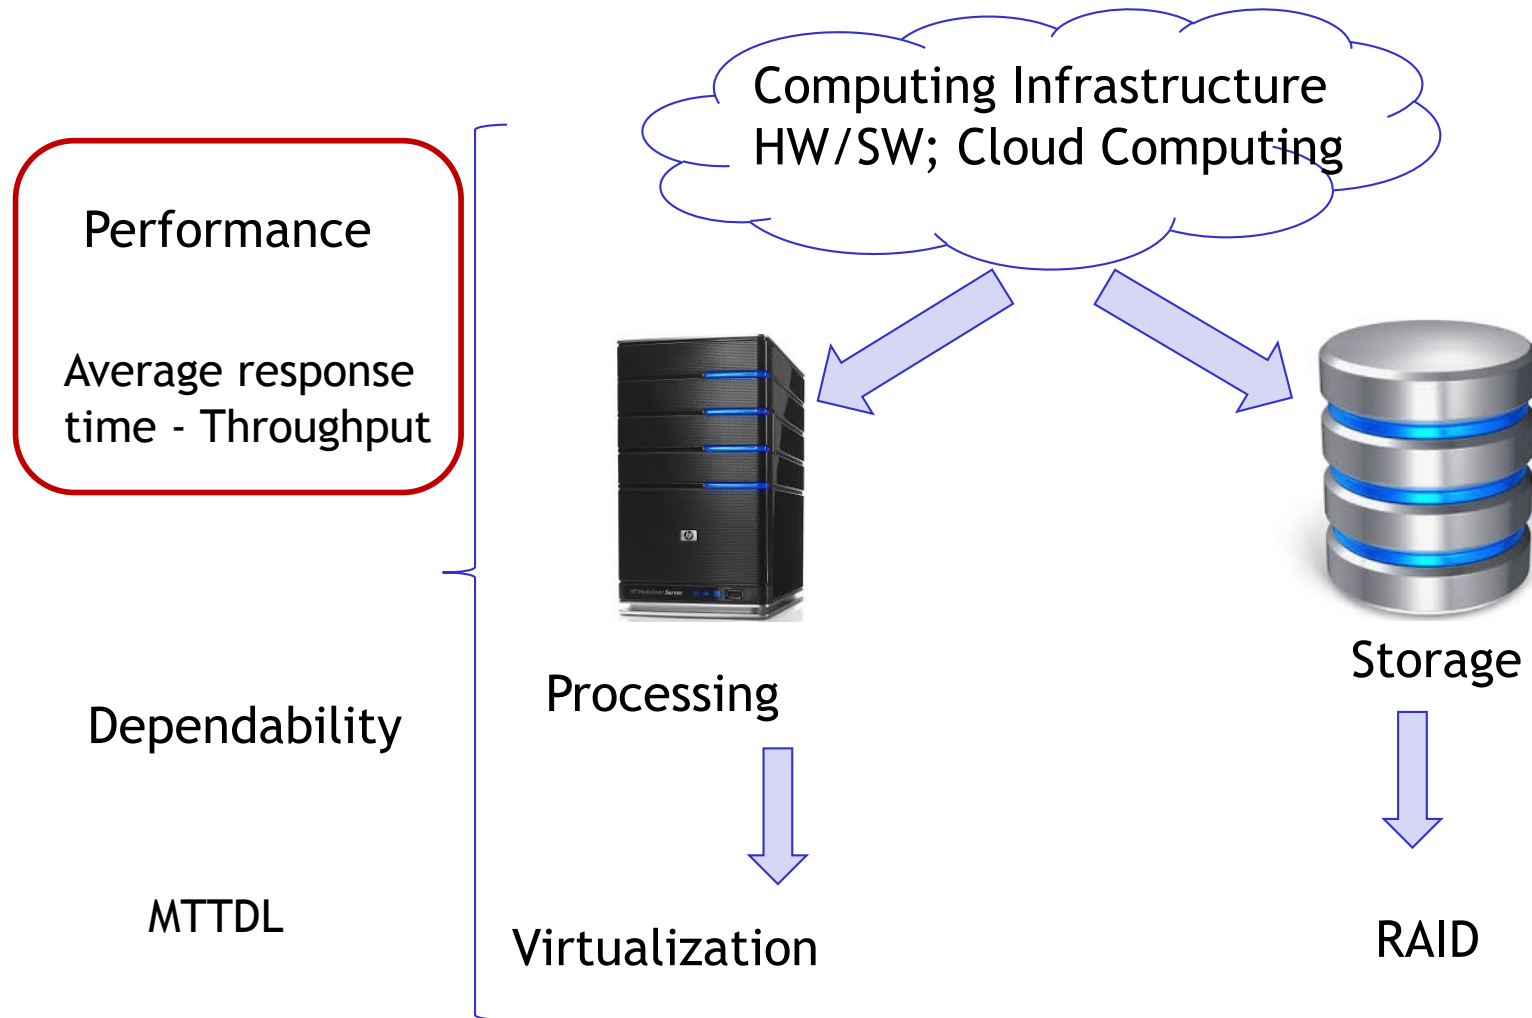 Computing Infrastructure
HW/SW; Cloud Computing
Performance
Average response
time - Throughput
Processing
Storage
Dependability
MTTDL
Virtualization
RAID